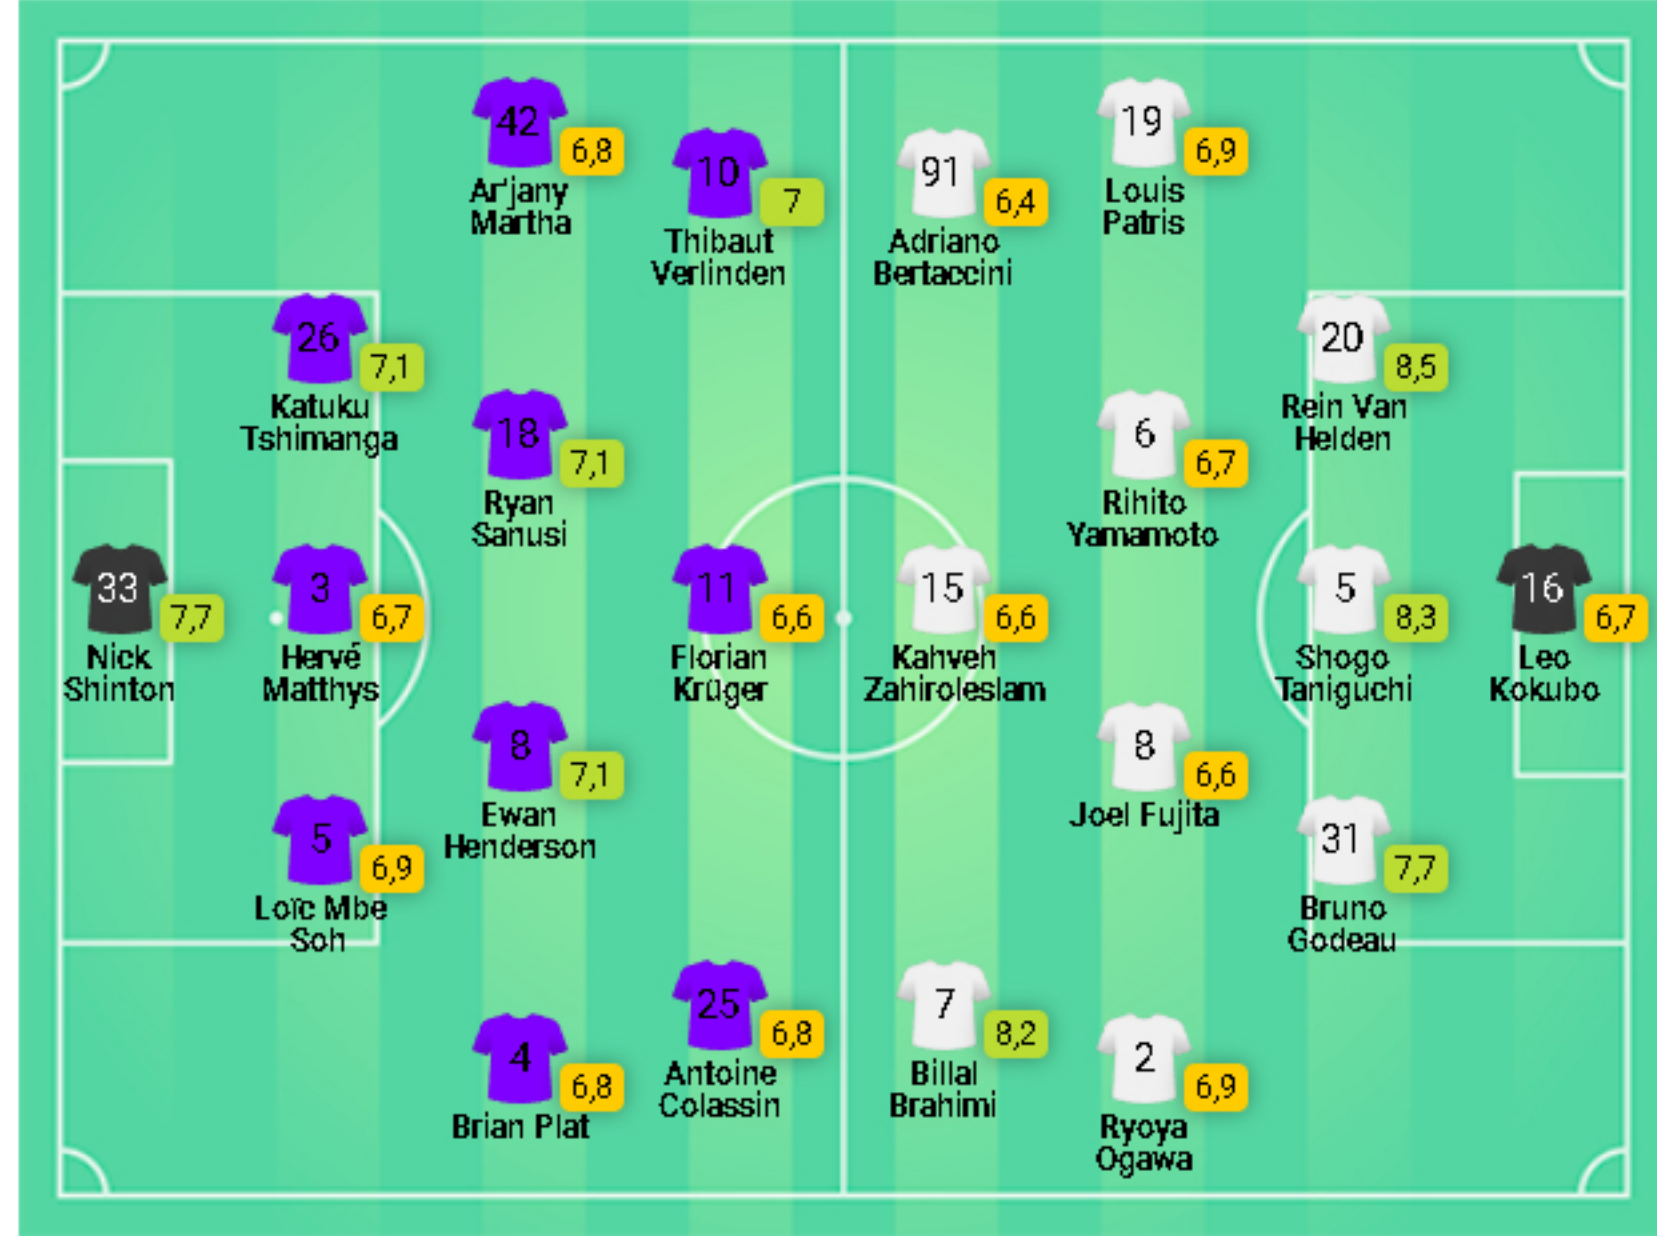 42
6,8
Ar'jany
Martha
10
7
Thibaut
Verlinden
91
6,4
Adriano
Bertaccini
19
6,9
Louis
Patris
26
7,1
Katuku
Tshimanga
18
7,1
Ryan
Sanusi
6
6,7
Rihito
Yamamoto
20
8,5
Rein Van
Helden
33
7,7
Nick
Shinton
3
6,7
Hervé
Matthys
11
6,6
Florian
Krüger
15
6,6
Kahveh
Zahiroleslam
5
8,3
Shogo
Taniguchi
16
6,7
Leo
Kokubo
8
7,1
Ewan
Henderson
8
6,6
Joel Fujita
5
6,9
Loïc Mbe
Soh
31
7,7
Bruno
Godeau
4
6,8
Brian Plat
25
6,8
Antoine
Colassin
7
8,2
Billal
Brahimi
2
6,9
Ryoya
Ogawa